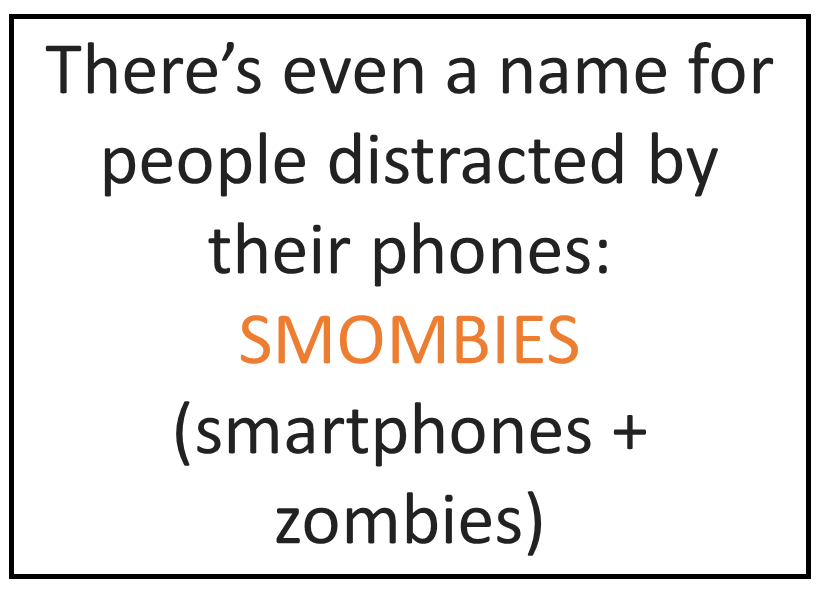 There’s even a name for
people distracted by
their phones:
SMOMBIES
(smartphones +
zombies)